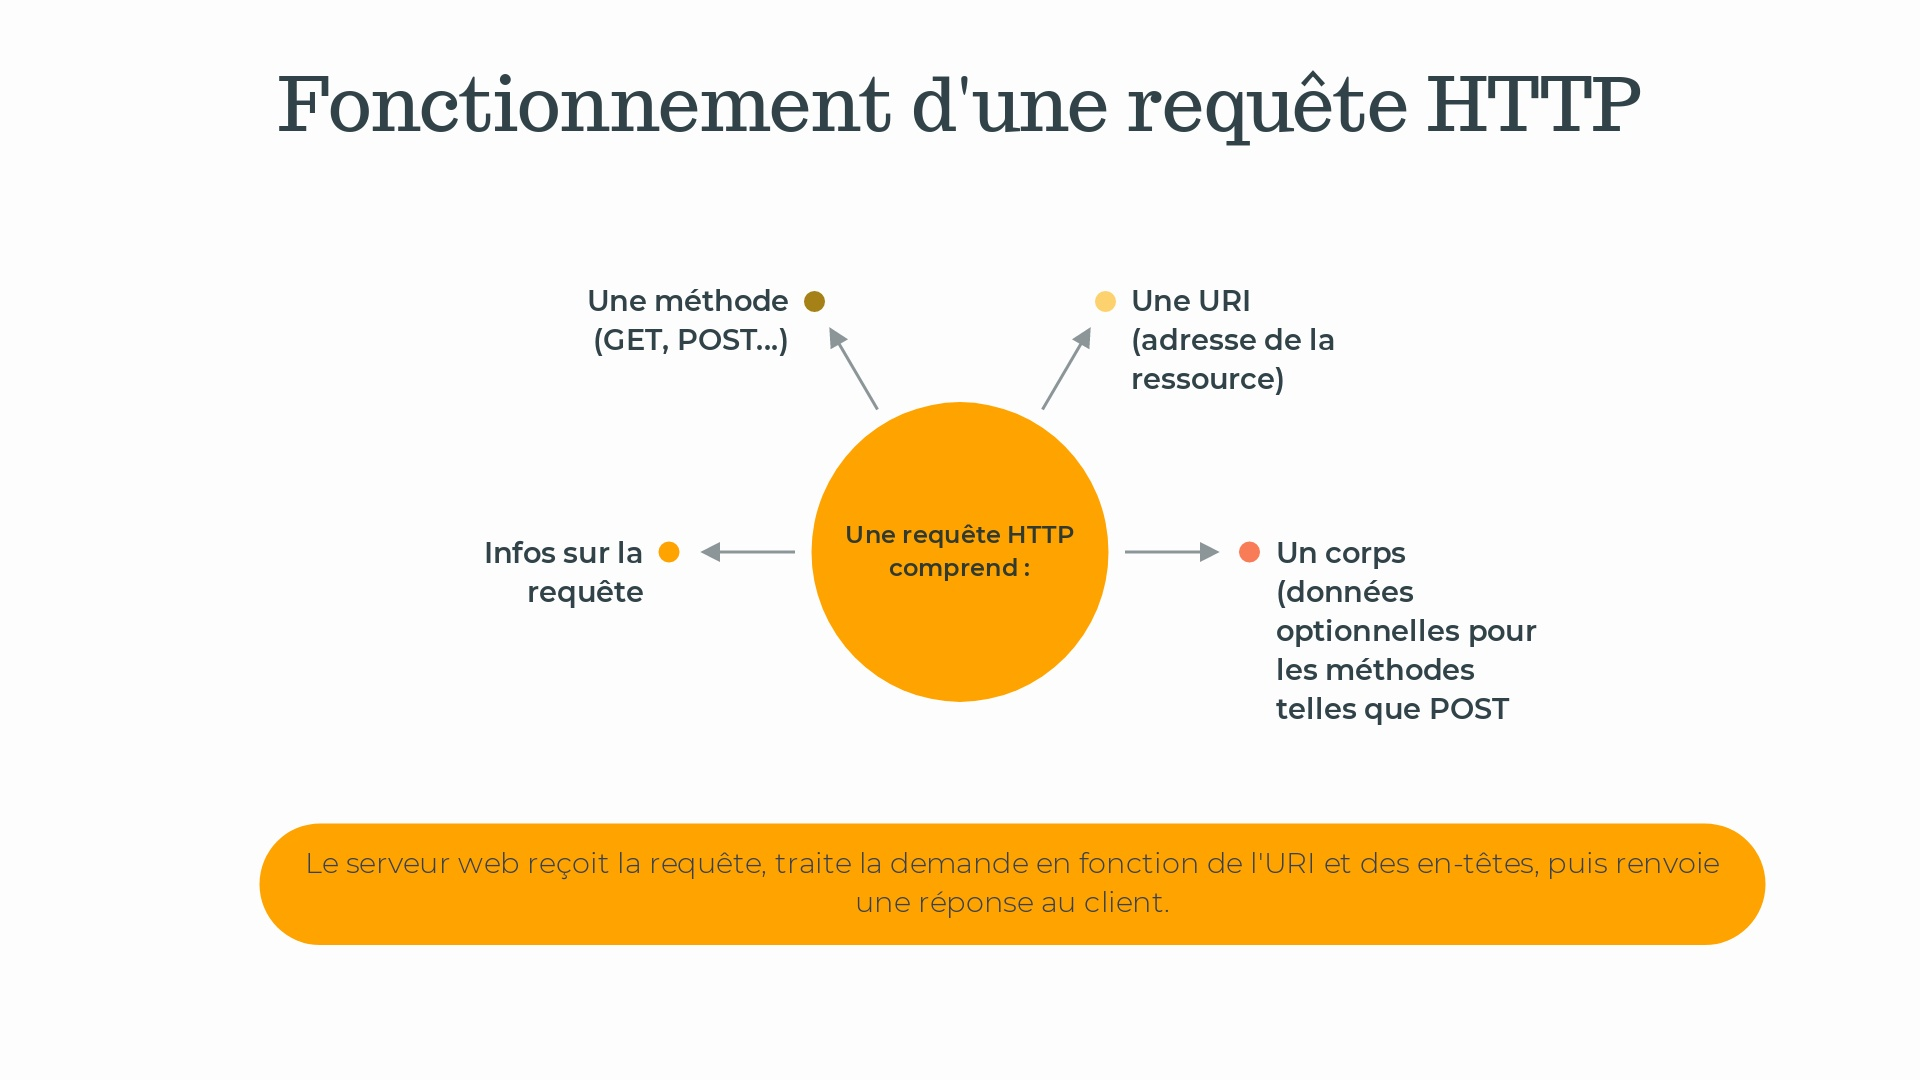 Fonctionnement d'une requête HTTP
Une méthode
(GET, POST...)
Une URI
(adresse de la
ressource)
Infos sur la
requête
Une requête HTTP
comprend :
Un corps
(données
optionnelles pour
les méthodes
telles que POST
Le serveur web reçoit la requête, traite la demande en fonction de l'URI et des en-têtes, puis renvoie
une réponse au client.